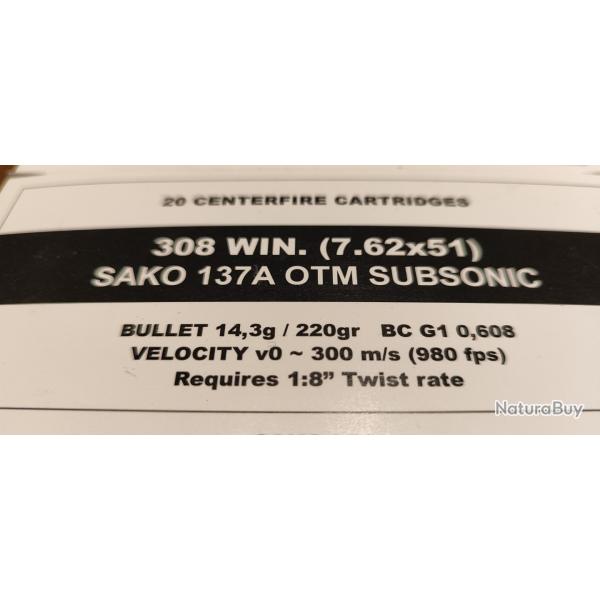 20 CENTERFIRE CARTRIDGES
308 WIN. (7.62x51)
SAKO 137A OTM SUBSONIC
BULLET 14,3g / 220gr BC G1 0,608
VELOCITY v0 ~ 300 m/s (980 fps)
Requires 1:8” Twist rate
NaturaBuy